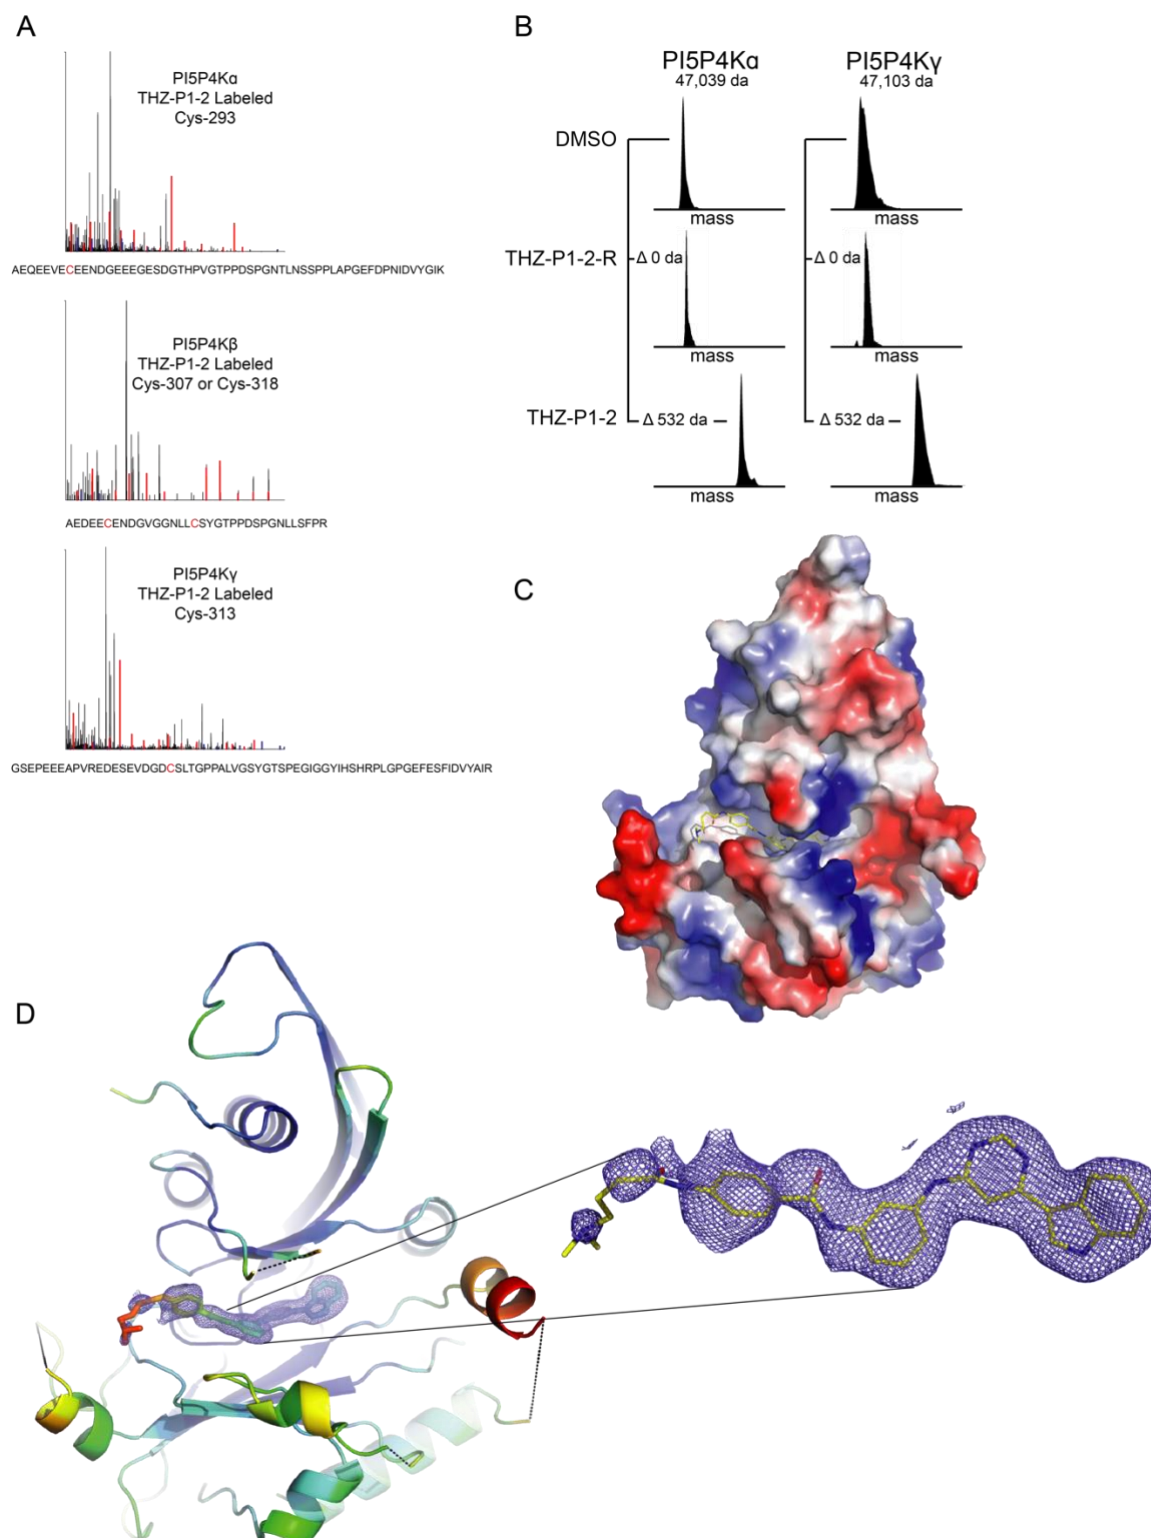 A
PI5P4Kα
THZ-P1-2 Labeled
Cys-293
AEQEEVECEENDGEEEGESDGTHPVGTPPDSPGNTLNSSPPLAPGEFDPNIDVYGIK
PI5P4Kβ
THZ-P1-2 Labeled
Cys-307 or Cys-318
AEDEECENDGVGGNLLCSYGTPPDSPGNLLSFPR
PI5P4Kγ
THZ-P1-2 Labeled
Cys-313
GSEPEEEAPVREDESEVDGDCSLTGPPALVGSYGTSPEGIGGYIHSHRPLGPGEFESFIDVYAIR
B
PI5P4Kα PI5P4Kγ
47,039 da 47,103 da
DMSO
mass mass
THZ-P1-2-R Δ 0 da Δ 0 da
mass mass
THZ-P1-2 Δ 532 da Δ 532 da
mass mass
C
D